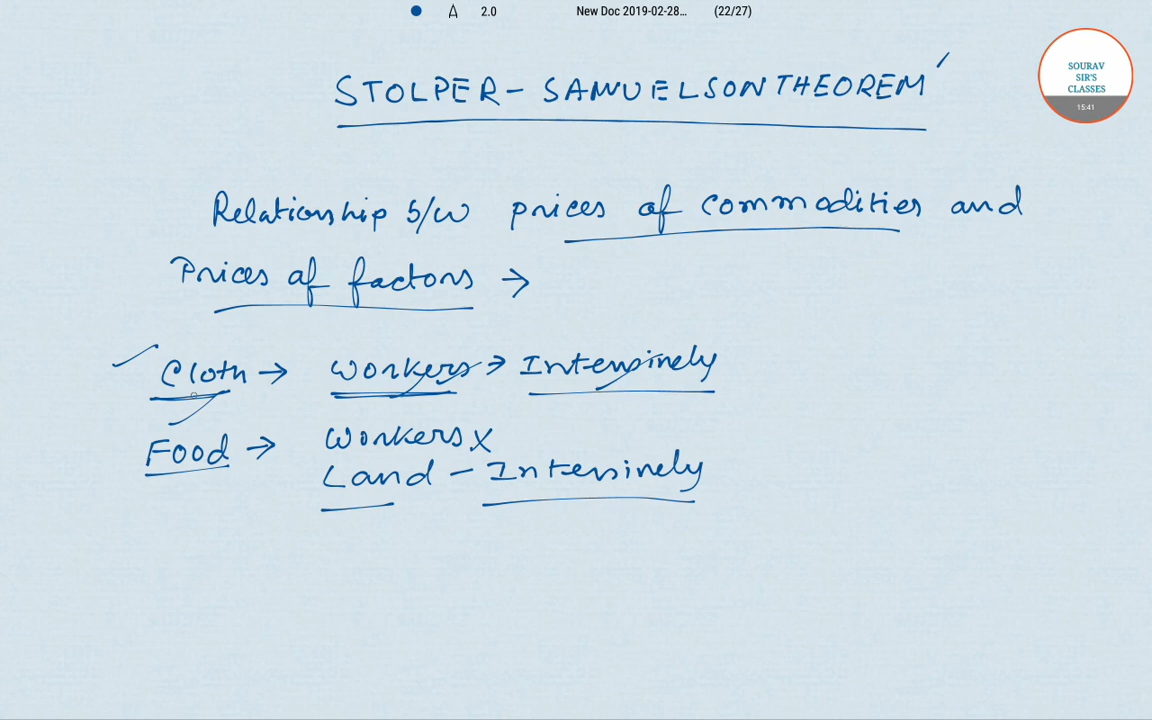 2.0 New Doc 2019-02-28... (22/27)
SOURAV
SIR'S
CLASSES
15:41
STOLPER - SAMUELSON THEOREM
Relationship b/w prices of commodities and
Prices of factors →
Cloth → workers → Intensively
Food → workers x
Land - Intensively